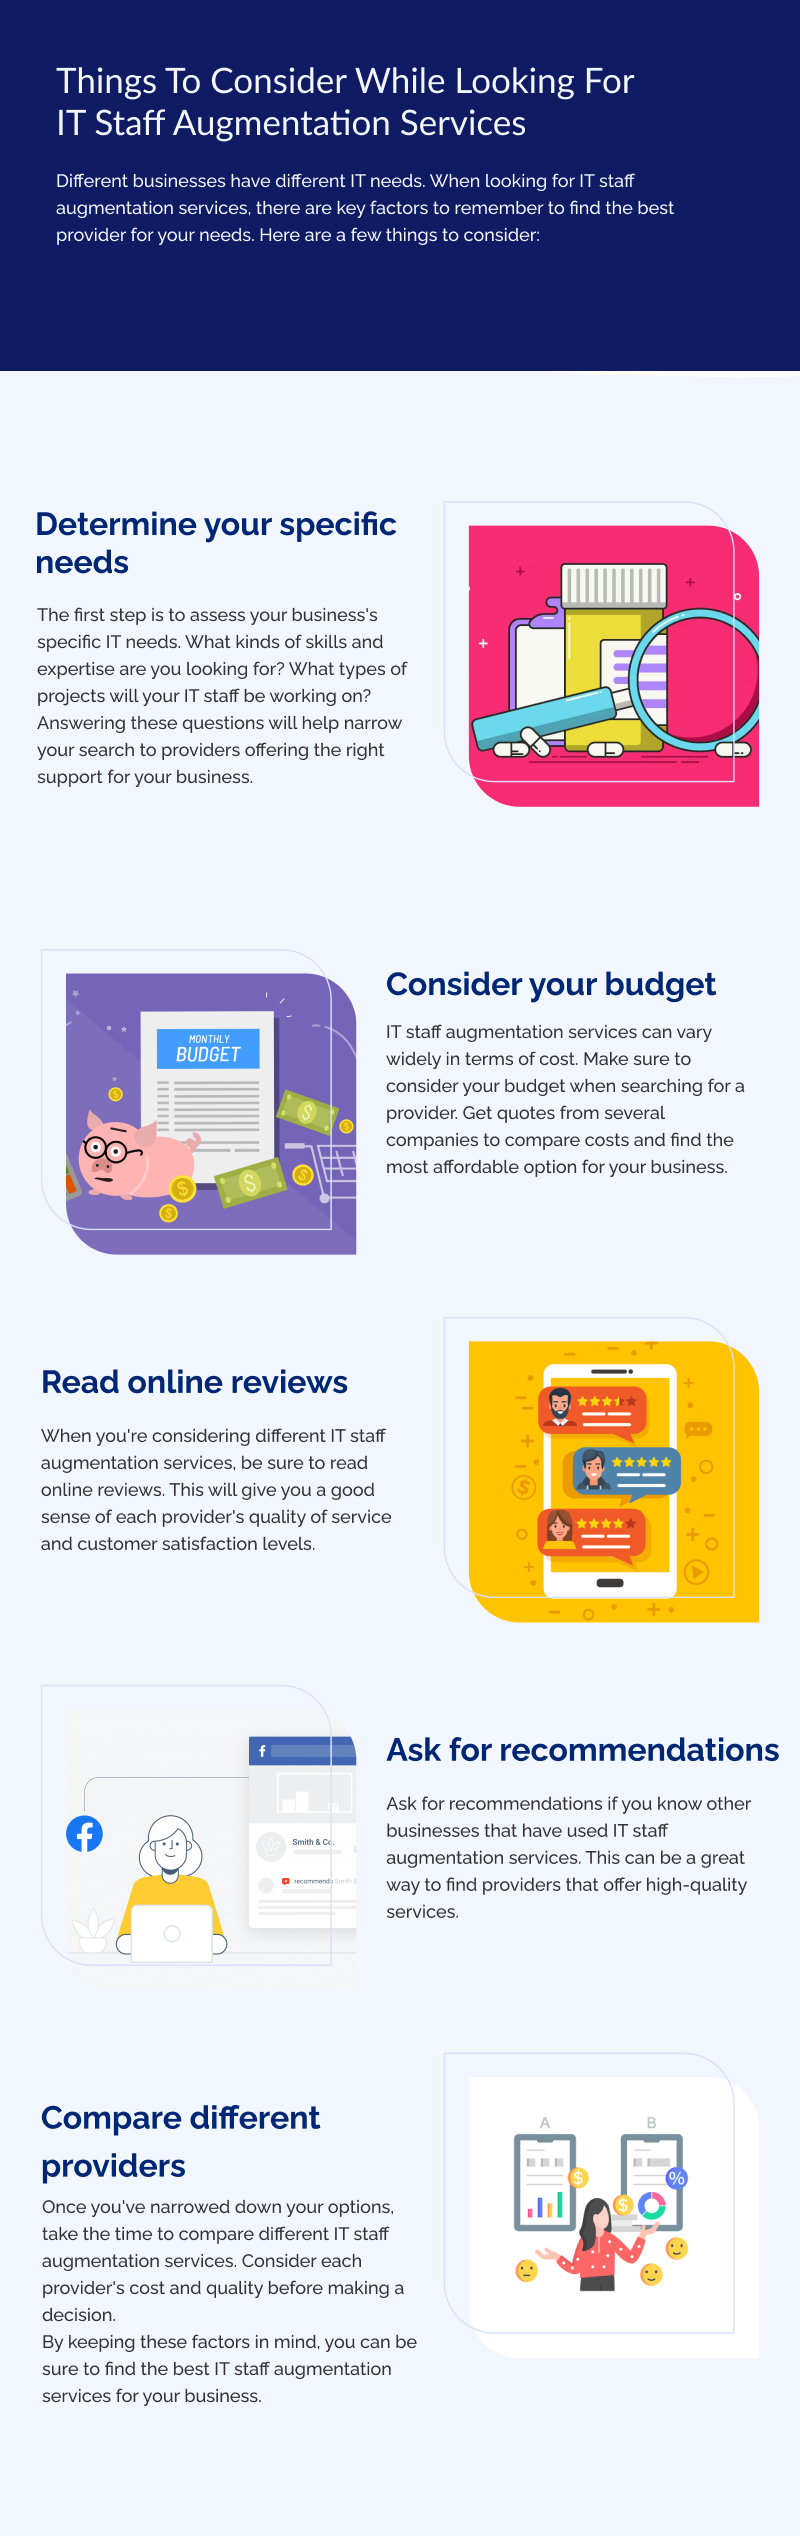 Things To Consider While Looking For
IT Staff Augmentation Services
Different businesses have different IT needs. When looking for IT staff
augmentation services, there are key factors to remember to find the best
provider for your needs. Here are a few things to consider:
Determine your specific
needs
The first step is to assess your business's
specific IT needs. What kinds of skills and
expertise are you looking for? What types of
projects will your IT staff be working on?
Answering these questions will help narrow
your search to providers offering the right
support for your business.
MONTHLY
BUDGET
Consider your budget
IT staff augmentation services can vary
widely in terms of cost. Make sure to
consider your budget when searching for a
provider. Get quotes from several
companies to compare costs and find the
most affordable option for your business.
Read online reviews
When you're considering different IT staff
augmentation services, be sure to read
online reviews. This will give you a good
sense of each provider's quality of service
and customer satisfaction levels.
Smith & Co.
recommends Smith &
Ask for recommendations
Ask for recommendations if you know other
businesses that have used IT staff
augmentation services. This can be a great
way to find providers that offer high-quality
services.
Compare different
providers
Once you've narrowed down your options,
take the time to compare different IT staff
augmentation services. Consider each
provider's cost and quality before making a
decision.
By keeping these factors in mind, you can be
sure to find the best IT staff augmentation
services for your business.
A B
$ % $